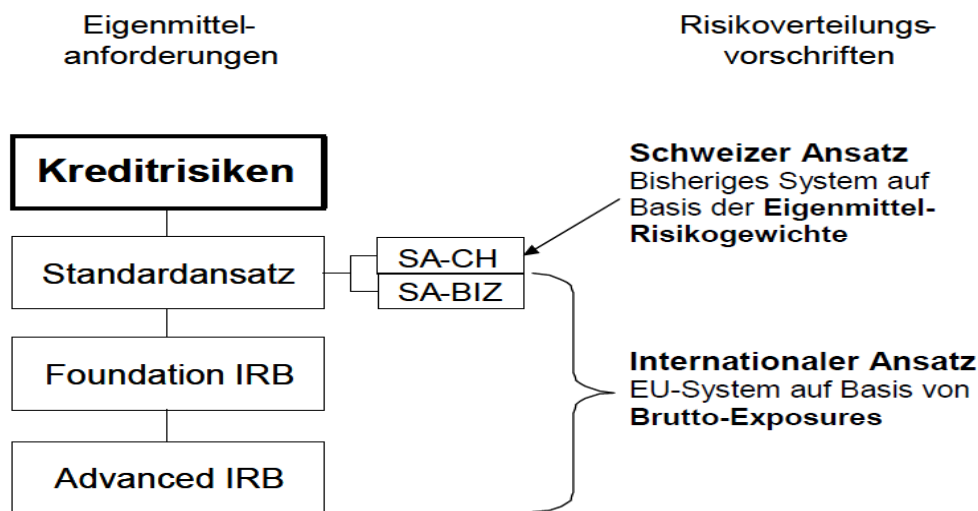 Eigenmittel-
anforderungen
Risikoverteilungs-
vorschriften
Kreditrisiken
Standardansatz
SA-CH
SA-BIZ
Foundation IRB
Advanced IRB
Schweizer Ansatz
Bisheriges System auf
Basis der Eigenmittel-
Risikogewichte
Internationaler Ansatz
EU-System auf Basis von
Brutto-Exposures